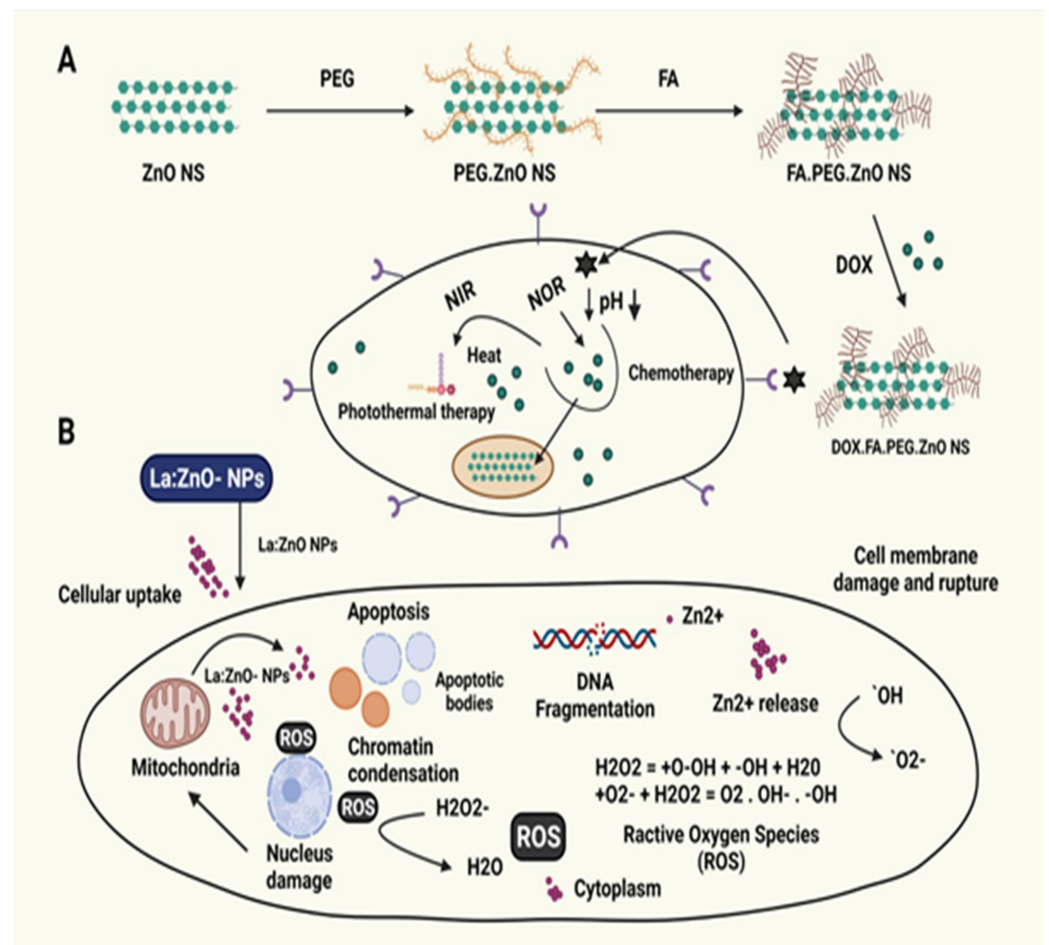 A
PEG
FA
ZnO NS
PEG.ZnO NS
FA.PEG.ZnO NS
DOX
NIR
NOR
pH
Heat
Chemotherapy
Photothermal therapy
DOX.FA.PEG.ZnO NS
B
La:ZnO- NPs
La:ZnO NPs
Cellular uptake
Cell membrane
damage and rupture
Apoptosis
Zn2+
La:ZnO- NPs
Apoptotic
bodies
DNA
Fragmentation
Zn2+ release
`OH
`O2-
ROS
Mitochondria
Chromatin
condensation
H2O2 = +O-OH + -OH + H20
+O2- + H2O2 = O2 . OH- . -OH
ROS
H2O2-
ROS
Ractive Oxygen Species
(ROS)
Nucleus
damage
H2O
Cytoplasm